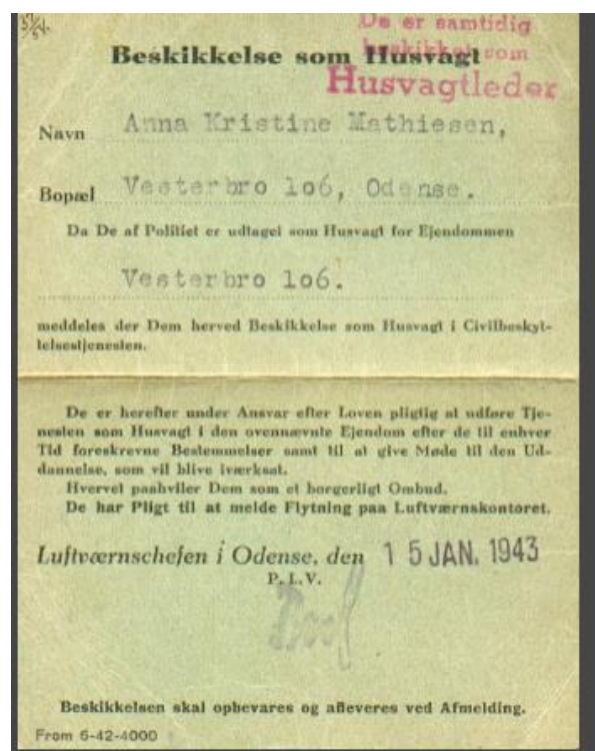 De er samtidig
beskikket som
Husvagtleder
Beskikkelse som Husvagt
Navn Anna Kristine Mathiesen,
Bopæl Vesterbro 106, Odense.
Da De af Politiet er udtaget som Husvagt for Ejendommen
Vesterbro 106.
meddeles der Dem herved Beskikkelse som Husvagt i Civilbeskyt-
telsestjenesten.
De er herefter under Ansvar efter Loven pligtig at udføre Tje-
nesten som Husvagt i den ovennævnte Ejendom efter de til enhver
Tid foreskrevne Bestemmelser samt til at give Møde til den Ud-
dannelse, som vil blive iværksat.
Hvervet paahviler Dem som et borgerligt Ombud.
De har Pligt til at melde Flytning paa Luftværnskontoret.
Luftværnschefen i Odense, den 15 JAN. 1943
P. L. V.
Beskikkelsen skal opbevares og afleveres ved Afmelding.
From 6-42-4000